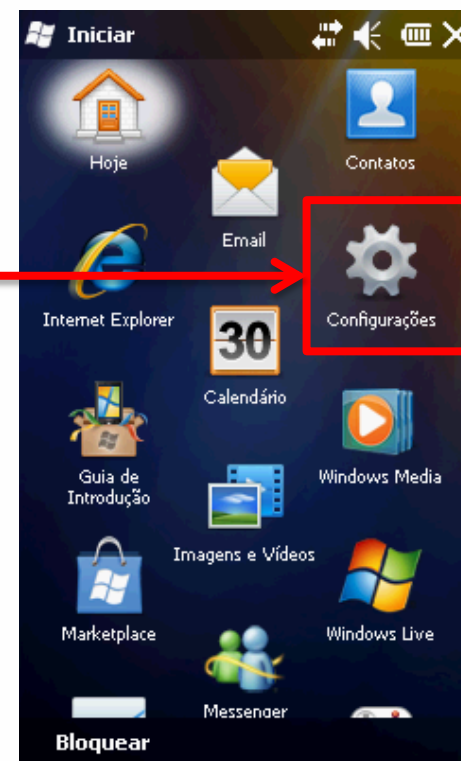 Iniciar
Hoje
Contatos
Email
Internet Explorer
Configurações
30
Calendário
Guia de
Introdução
Windows Media
Imagens e Vídeos
Marketplace
Windows Live
Messenger
Bloquear